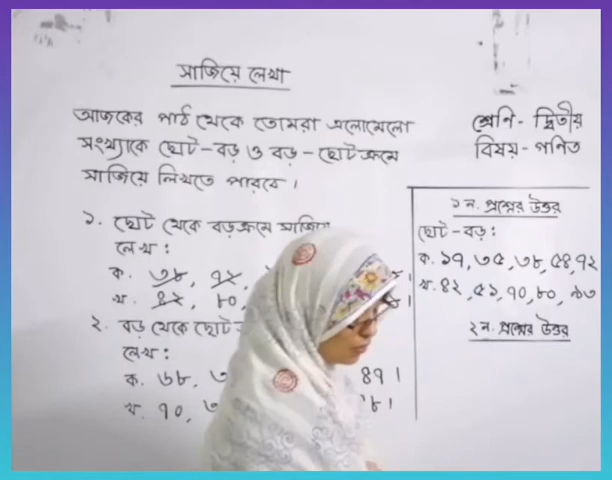 সাজিয়ে লেখা
আজকের পাঠ থেকে তোমরা এলোমেলো
সংখ্যাকে ছোট-বড় ও বড়-ছোট ক্রমে
সাজিয়ে লিখতে পারবে।
১. ছোট থেকে বড়ক্রমে সাজিয়ে
লেখ:
ক. ৩৮, ৭২,
খ. ৪২, ৮০,
২. বড় থেকে ছোট-
লেখ:
ক. ৬৮, ৪৭।
খ. ৭০,
শ্রেণি- দ্বিতীয়
বিষয়- গণিত
১ ন. প্রশ্নের উত্তর
ছোট-বড়:
ক. ১৭, ৩৫, ৩৮, ৫৪, ৭২
খ. ৪২, ৫১, ৭০, ৮০, ৯৩
২ ন. প্রশ্নের উত্তর